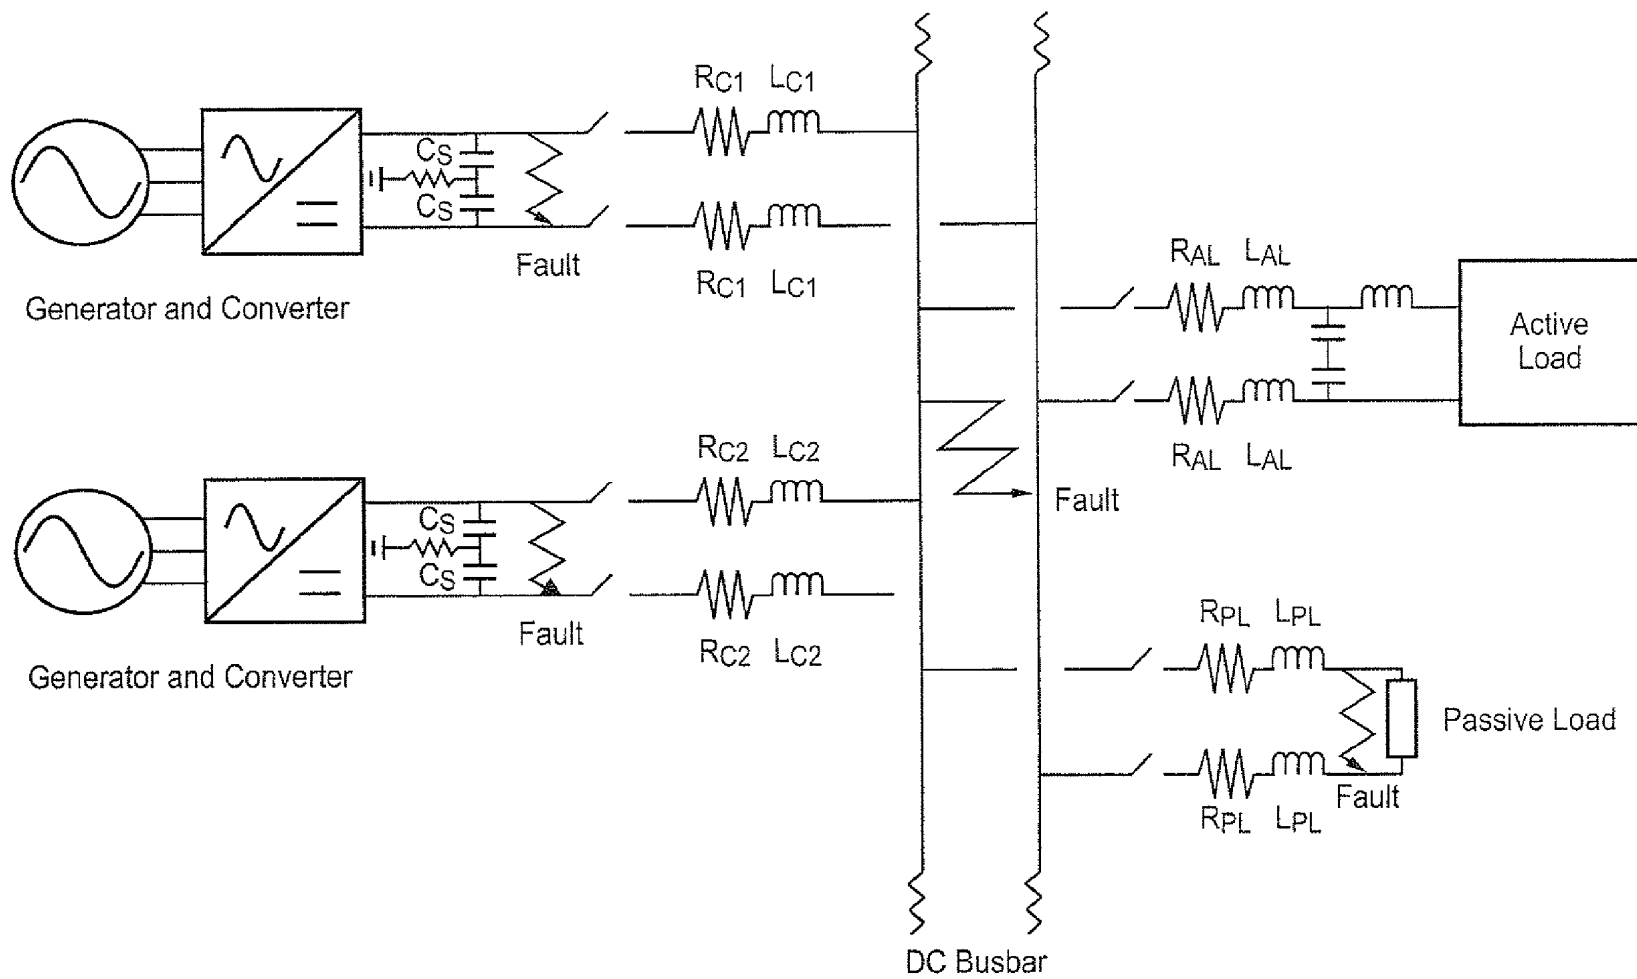 RC1 LC1
CS
CS
Fault
RC1 LC1
Generator and Converter
RAL LAL
Active
Load
RAL LAL
RC2 LC2
Fault
CS
CS
Fault
RC2 LC2
Generator and Converter
RPL LPL
Passive Load
Fault
RPL LPL
DC Busbar